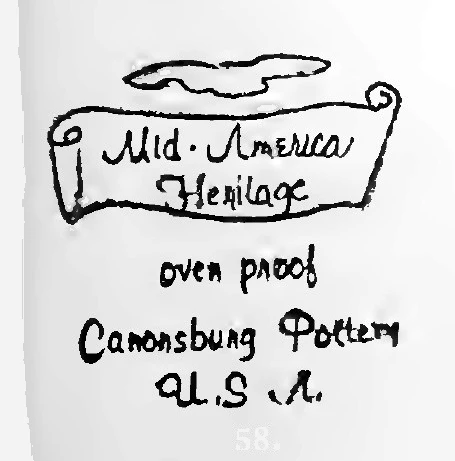 Mid · America
Heritage
oven proof
Canonsburg Pottery
U.S.A.
58.